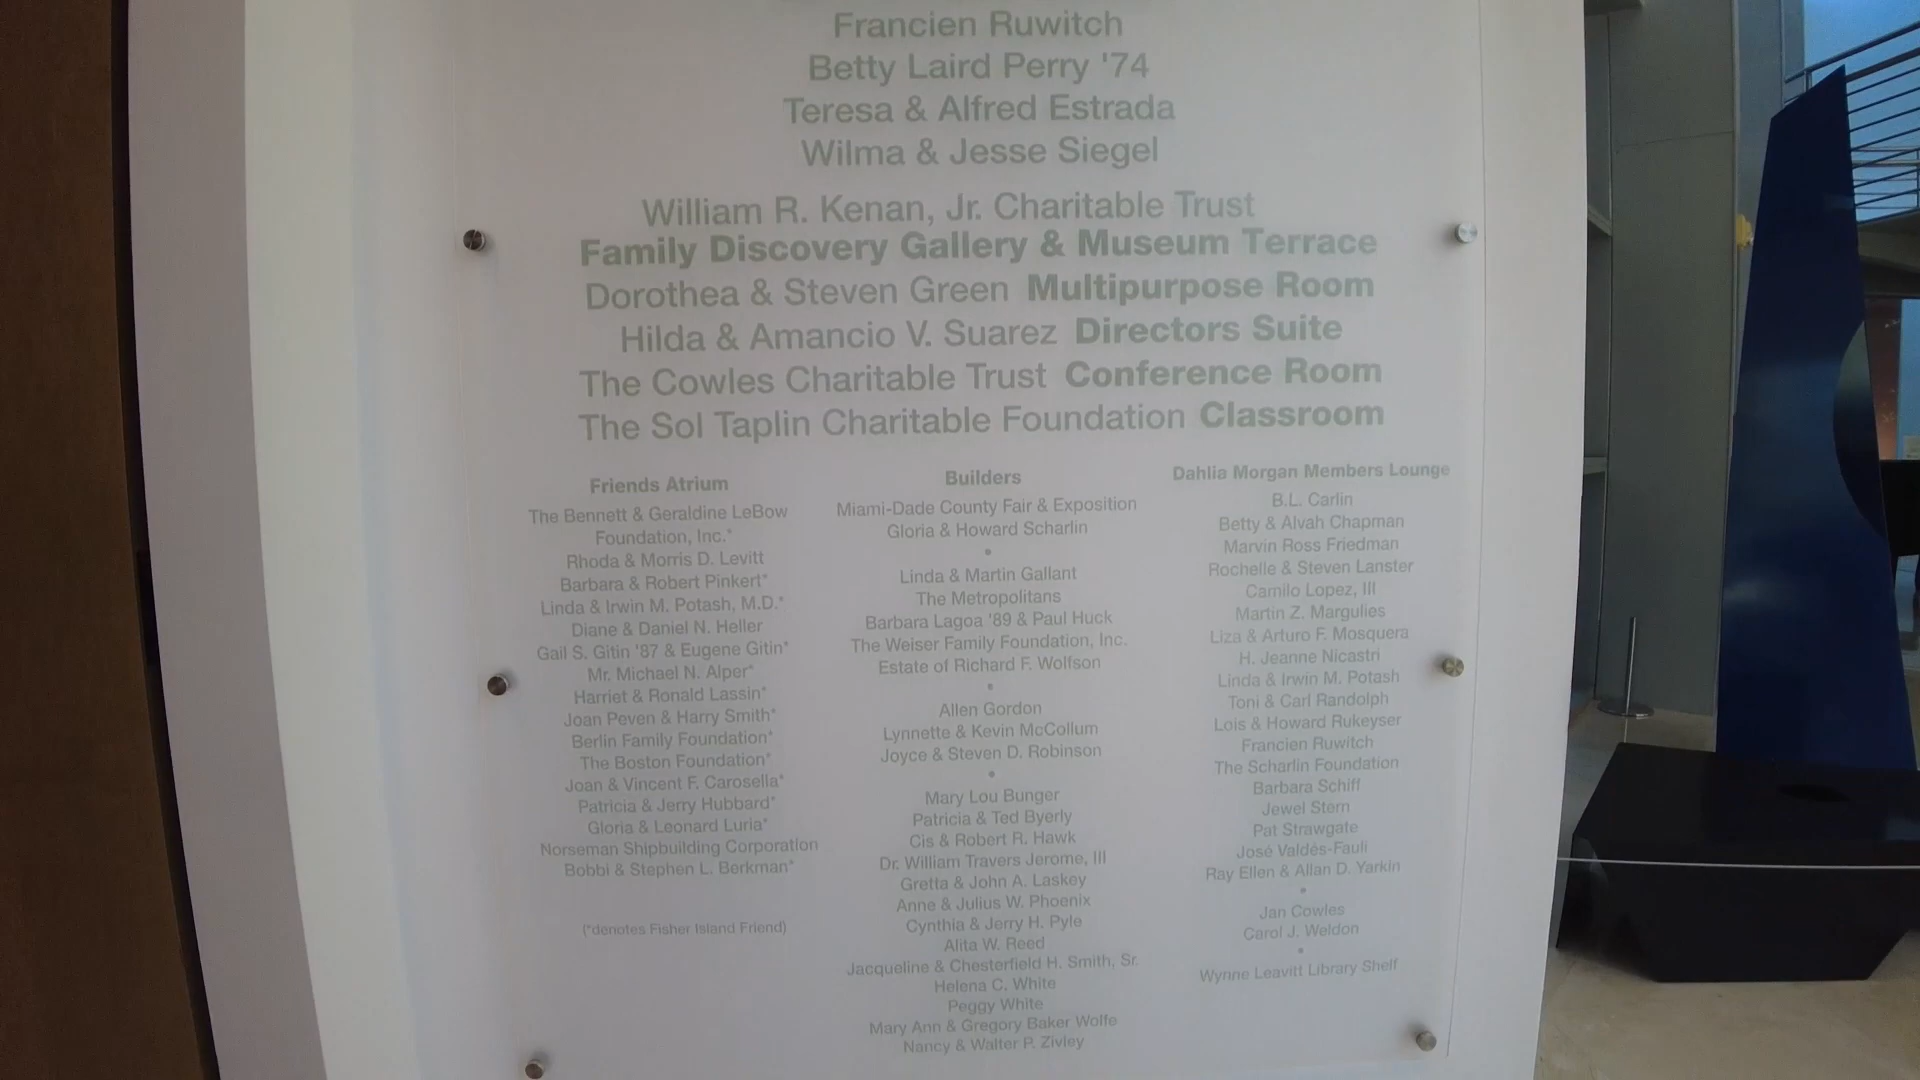 Francien Ruwitch
Betty Laird Perry '74
Teresa & Alfred Estrada
Wilma & Jesse Siegel
William R. Kenan, Jr. Charitable Trust
Family Discovery Gallery & Museum Terrace
Dorothea & Steven Green Multipurpose Room
Hilda & Amancio V. Suarez Directors Suite
The Cowles Charitable Trust Conference Room
The Sol Taplin Charitable Foundation Classroom
Friends Atrium
The Bennett & Geraldine LeBow
Foundation, Inc.*
Rhoda & Morris D. Levitt
Barbara & Robert Pinkert*
Linda & Irwin M. Potash, M.D.*
Diane & Daniel N. Heller
Gail S. Gitin '87 & Eugene Gitin*
Mr. Michael N. Alper*
Harriet & Ronald Lassin*
Joan Peven & Harry Smith*
Berlin Family Foundation*
The Boston Foundation*
Joan & Vincent F. Carosella*
Patricia & Jerry Hubbard*
Gloria & Leonard Luria*
Norseman Shipbuilding Corporation
Bobbi & Stephen L. Berkman*
(*denotes Fisher Island Friend)
Builders
Miami-Dade County Fair & Exposition
Gloria & Howard Scharlin
•
Linda & Martin Gallant
The Metropolitans
Barbara Lagoa '89 & Paul Huck
The Weiser Family Foundation, Inc.
Estate of Richard F. Wolfson
•
Allen Gordon
Lynnette & Kevin McCollum
Joyce & Steven D. Robinson
•
Mary Lou Bunger
Patricia & Ted Byerly
Cis & Robert R. Hawk
Dr. William Travers Jerome, III
Gretta & John A. Laskey
Anne & Julius W. Phoenix
Cynthia & Jerry H. Pyle
Alita W. Reed
Jacqueline & Chesterfield H. Smith, Sr.
Helena C. White
Peggy White
Mary Ann & Gregory Baker Wolfe
Nancy & Walter P. Zivley
Dahlia Morgan Members Lounge
B.L. Carlin
Betty & Alvah Chapman
Marvin Ross Friedman
Rochelle & Steven Lanster
Camilo Lopez, III
Martin Z. Margulies
Liza & Arturo F. Mosquera
H. Jeanne Nicastri
Linda & Irwin M. Potash
Toni & Carl Randolph
Lois & Howard Rukeyser
Francien Ruwitch
The Scharlin Foundation
Barbara Schiff
Jewel Stern
Pat Strawgate
José Valdés-Fauli
Ray Ellen & Allan D. Yarkin
•
Jan Cowles
Carol J. Weldon
•
Wynne Leavitt Library Shelf